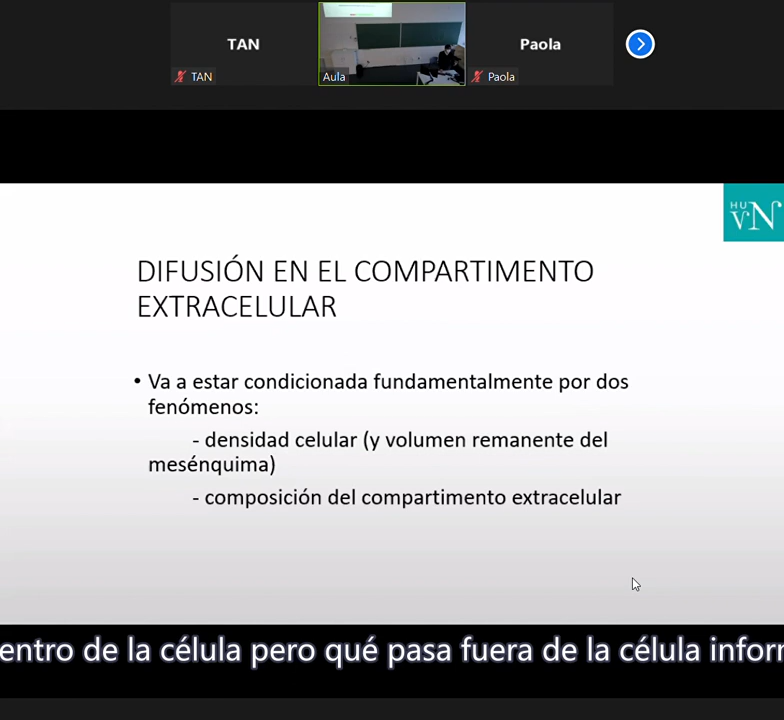 TAN
Paola
TAN
Aula
Paola
HU
VN
DIFUSIÓN EN EL COMPARTIMENTO
EXTRACELULAR
• Va a estar condicionada fundamentalmente por dos
fenómenos:
- densidad celular (y volumen remanente del
mesénquima)
- composición del compartimento extracelular
entro de la célula pero qué pasa fuera de la célula infor